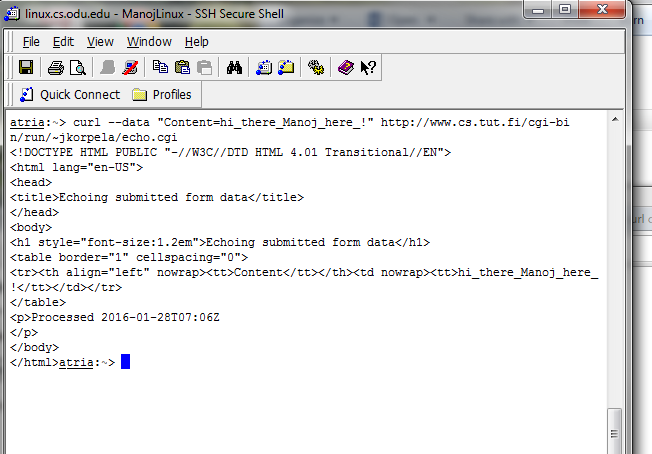 linux.cs.odu.edu - ManojLinux - SSH Secure Shell
File Edit View Window Help
Quick Connect Profiles
atria:~> curl --data "Content=hi_there_Manoj_here_!" http://www.cs.tut.fi/cgi-bi
n/run/~jkorpela/echo.cgi
<!DOCTYPE HTML PUBLIC "-//W3C//DTD HTML 4.01 Transitional//EN">
<html lang="en-US">
<head>
<title>Echoing submitted form data</title>
</head>
<body>
<h1 style="font-size:1.2em">Echoing submitted form data</h1>
<table border="1" cellspacing="0">
<tr><th align="left" nowrap><tt>Content</tt></th><td nowrap><tt>hi_there_Manoj_here_
!</tt></td></tr>
</table>
<p>Processed 2016-01-28T07:06Z
</p>
</body>
</html>atria:~>